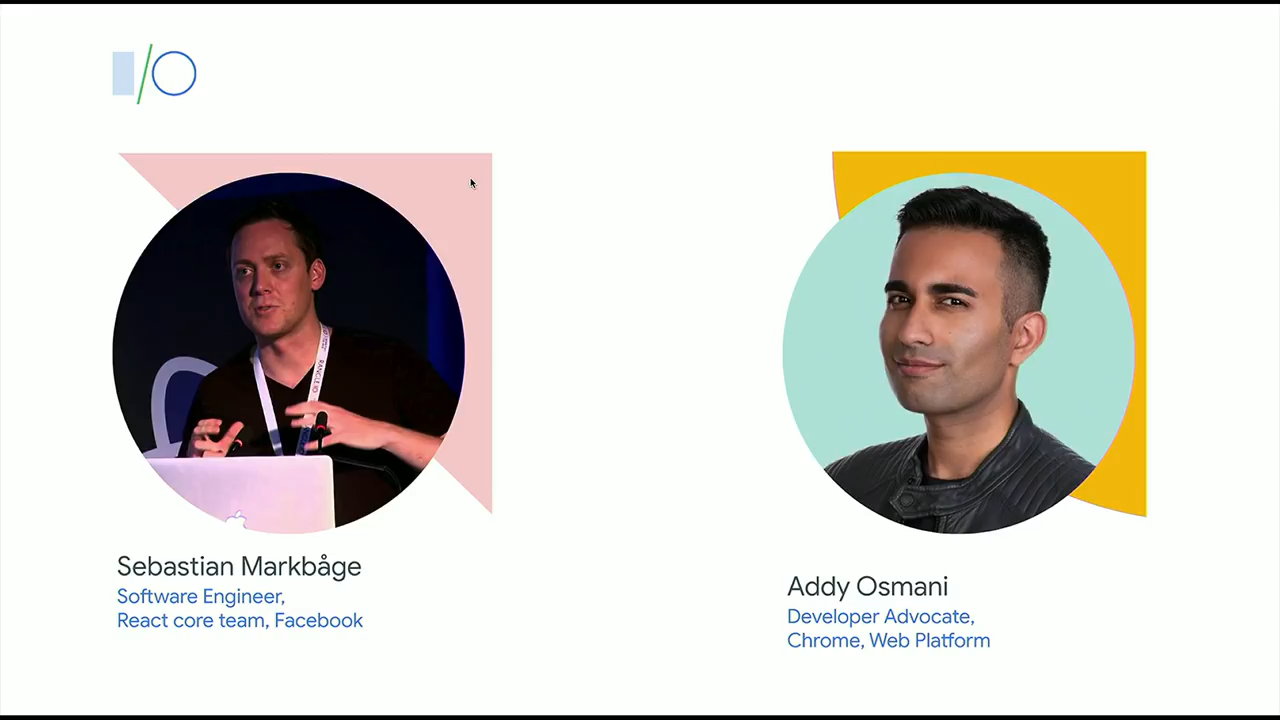 I/O
Sebastian Markbåge
Software Engineer,
React core team, Facebook
Addy Osmani
Developer Advocate,
Chrome, Web Platform